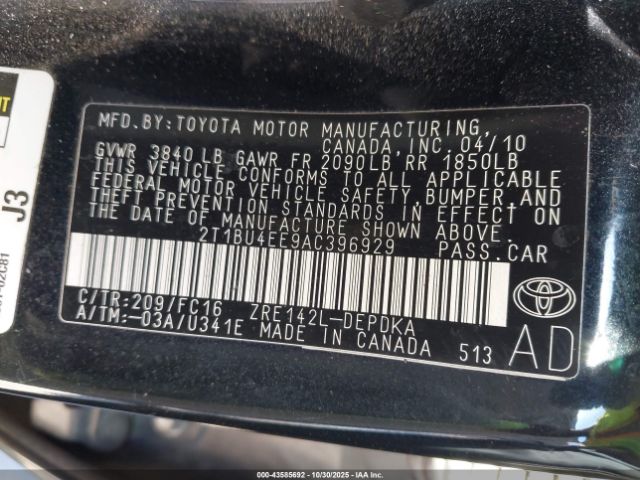 MFD.BY:TOYOTA MOTOR MANUFACTURING,
CANADA, INC. 04/10
GVWR 3840 LB GAWR FR 2090LB RR 1850LB
THIS VEHICLE CONFORMS TO ALL APPLICABLE
FEDERAL MOTOR VEHICLE SAFETY, BUMPER, AND
THEFT PREVENTION STANDARDS IN EFFECT ON
THE DATE OF MANUFACTURE SHOWN ABOVE.
2T1BU4EE9AC396929 PASS.CAR
C/TR:209/FC16 ZRE142L-DEPDKA
A/TM:-03A/U341E MADE IN CANADA 513
AD
J3
© 00-43585692 - 10/30/2025 - IAAI.COM